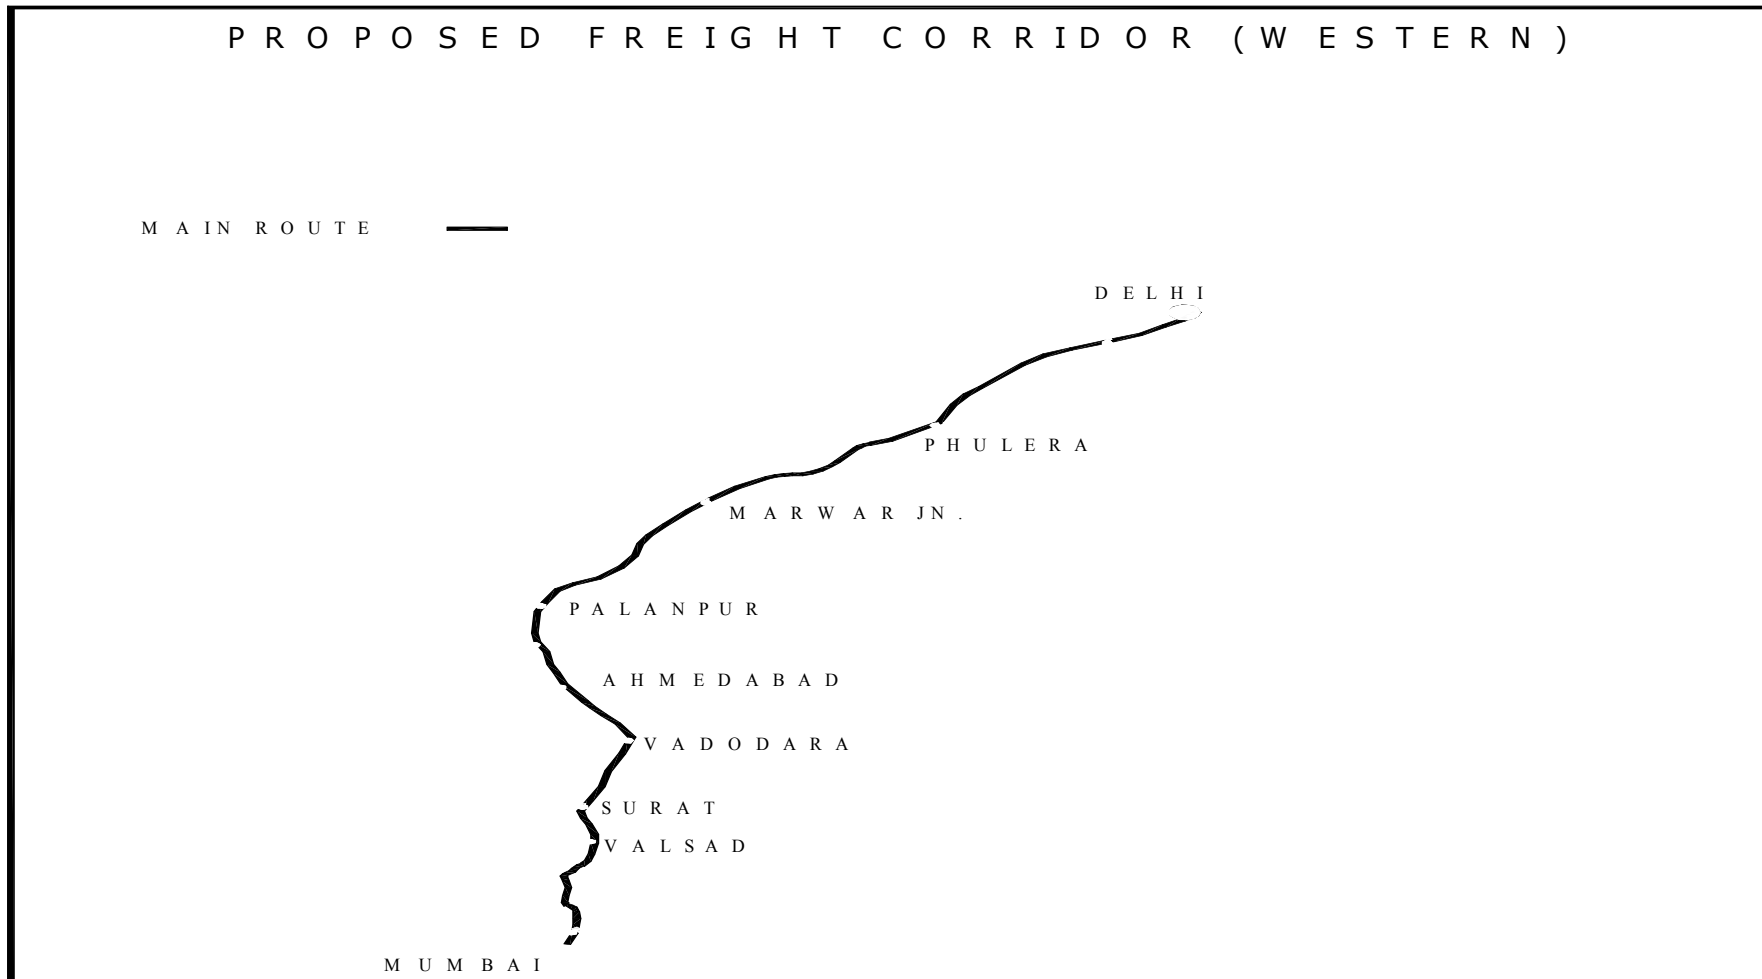 PROPOSED FREIGHT CORRIDOR (WESTERN)
MAIN ROUTE
DELHI
PHULERA
MARWAR JN.
PALANPUR
AHMEDABAD
VADODARA
SURAT
VALSAD
MUMBAI